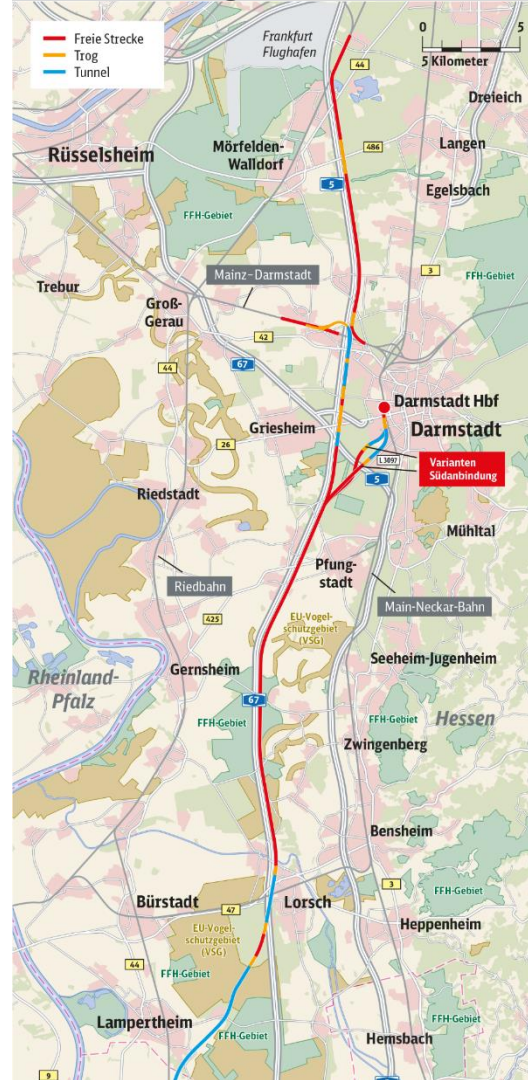 Freie Strecke
Trog
Tunnel
Frankfurt
Flughafen
0
5
5 Kilometer
44
Dreieich
Rüsselsheim
Mörfelden-
Walldorf
486
Langen
5
Egelsbach
FFH-Gebiet
3
FFH-Gebiet
Mainz-Darmstadt
Trebur
Groß-
Gerau
42
44
67
Darmstadt Hbf
Griesheim
Darmstadt
26
L3097
Varianten
Südanbindung
5
Riedstadt
Mühltal
Pfung-
stadt
Riedbahn
Main-Neckar-Bahn
425
EU-Vogel-
schutzgebiet
(VSG)
Seeheim-Jugenheim
Gernsheim
Rheinland-
Pfalz
67
Hessen
FFH-Gebiet
FFH-Gebiet
Zwingenberg
Bensheim
3
FFH-Gebiet
Bürstadt
47
Lorsch
EU-Vogel-
schutzgebiet
(VSG)
Heppenheim
44
FFH-Gebiet
Lampertheim
FFH-Gebiet
FFH-Gebiet
Hemsbach
9